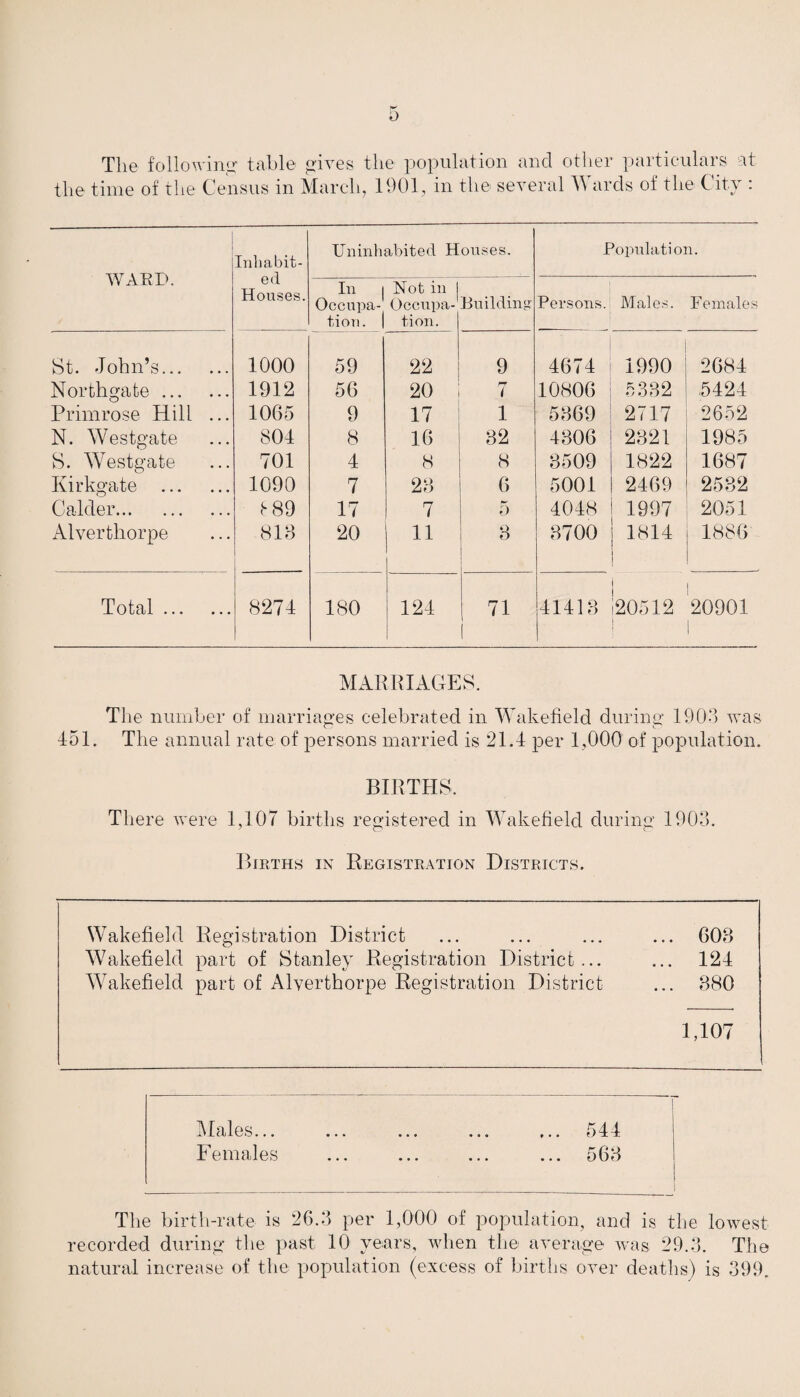 5
The following table gives the population and other particulars at
the time of the Census in March, 1901, in the several Wards of the City :
WARD. Inhabited Houses. Uninhabited Houses. Population.
In Occupation. Not in Occupation. Building Persons. Males. Females
St. John’s... ... 1000 59 22 9 4674 1990 2684
Northgate ... ... 1912 56 20 7 10806 5382 5424
Primrose Hill ... 1065 9 17 1 5369 2717 2652
N. Westgate ... 804 8 16 32 4306 2321 1985
S. Westgate ... 701 4 8 8 3509 1822 1687
Kirkgate ... ... 1090 7 23 6 5001 2469 2532
Calder... ... ... 889 17 7 5 4048 1997 2051
Alverthorpe ... 813 20 11 3 3700 1814 1886
Total ... ... 8274 180 124 71 41413 20512 20901
MARRIAGES.
The number of marriages celebrated in Wakefield during 1903 was
451. The annual rate of persons married is 21.4 per 1,000 of population.
BIRTHS.
There were 1,107 births registered in Wakefield during 1903.
Births in Registration Districts.
Wakefield Registration District ... ... ... ... 603
Wakefield part of Stanley Registration District ... ... 124
Wakefield part of Alverthorpe Registration District ... 380
1,107
Males... ... ... ... ... 544
Females ... ... ... ... 563
The birth-rate is 26.3 per 1,000 of population, and is the lowest
recorded during the past 10 years, when the average was 29.3. The
natural increase of the population (excess of births over deaths) is 399.